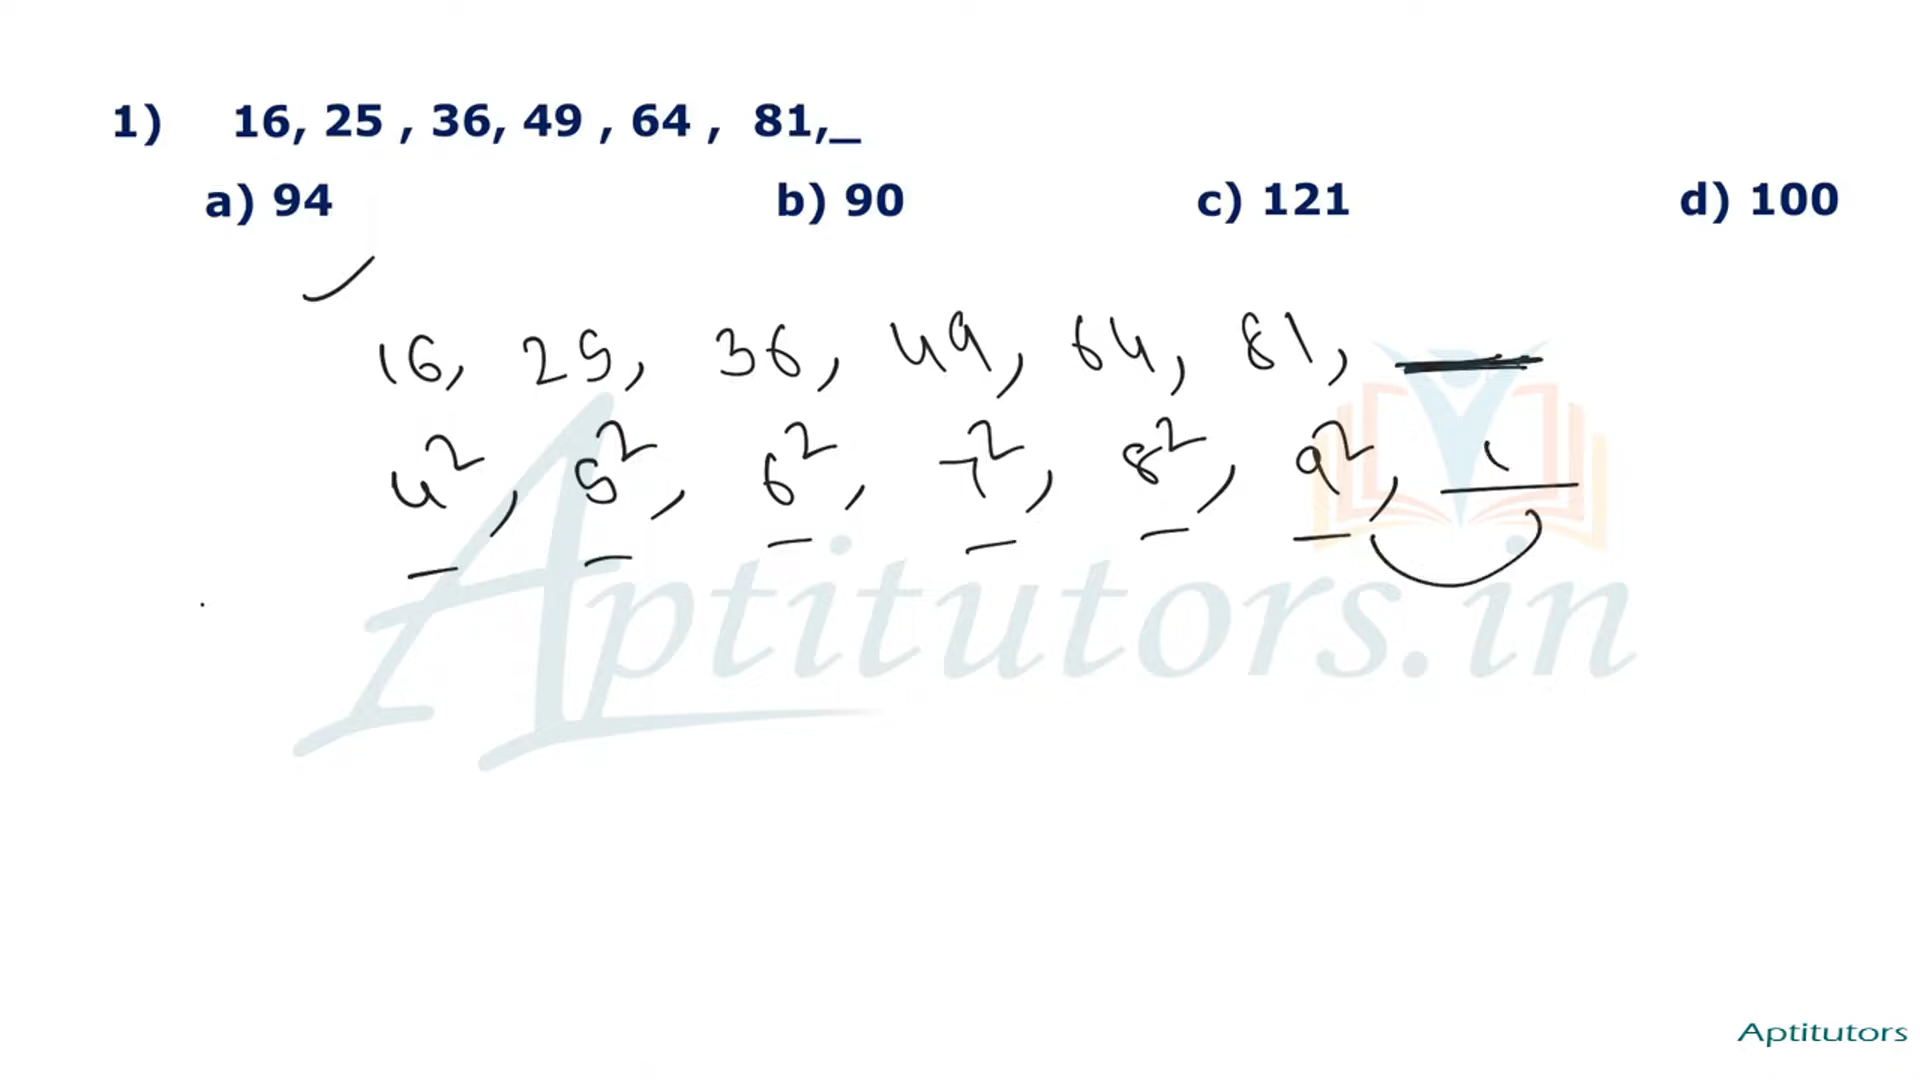 1) 16, 25 , 36, 49 , 64 , 81,_
a) 94 b) 90 c) 121 d) 100
16, 25, 36, 49, 64, 81,
4², 5², 6², 7², 8², 9²,
Aptitutors.in
Aptitutors